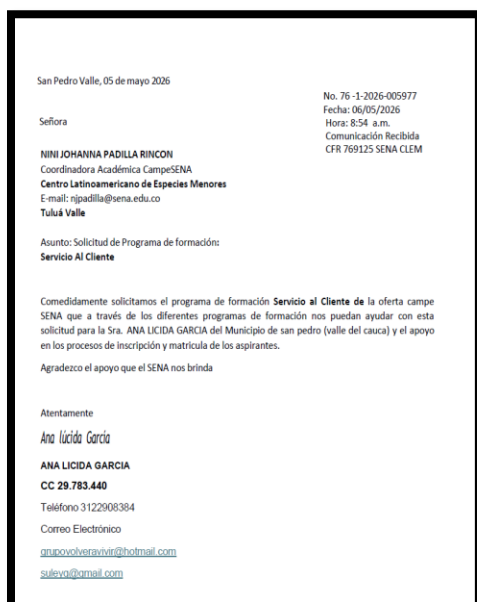 San Pedro Valle, 05 de mayo 2026
No. 76 -1-2026-005977
Fecha: 06/05/2026
Hora: 8:54 a.m.
Comunicación Recibida
CFR 769125 SENA CLEM
Señora
NINI JOHANNA PADILLA RINCON
Coordinadora Académica CampeSENA
Centro Latinoamericano de Especies Menores
E-mail: njpadilla@sena.edu.co
Tuluá Valle
Asunto: Solicitud de Programa de formación:
Servicio Al Cliente
Comedidamente solicitamos el programa de formación Servicio al Cliente de la oferta campe
SENA que a través de los diferentes programas de formación nos puedan ayudar con esta
solicitud para la Sra. ANA LICIDA GARCIA del Municipio de san pedro (valle del cauca) y el apoyo
en los procesos de inscripción y matricula de los aspirantes.
Agradezco el apoyo que el SENA nos brinda
Atentamente
Ana lúcida García
ANA LICIDA GARCIA
CC 29.783.440
Teléfono 3122908384
Correo Electrónico
grupovolveravivir@hotmail.com
sulevg@gmail.com